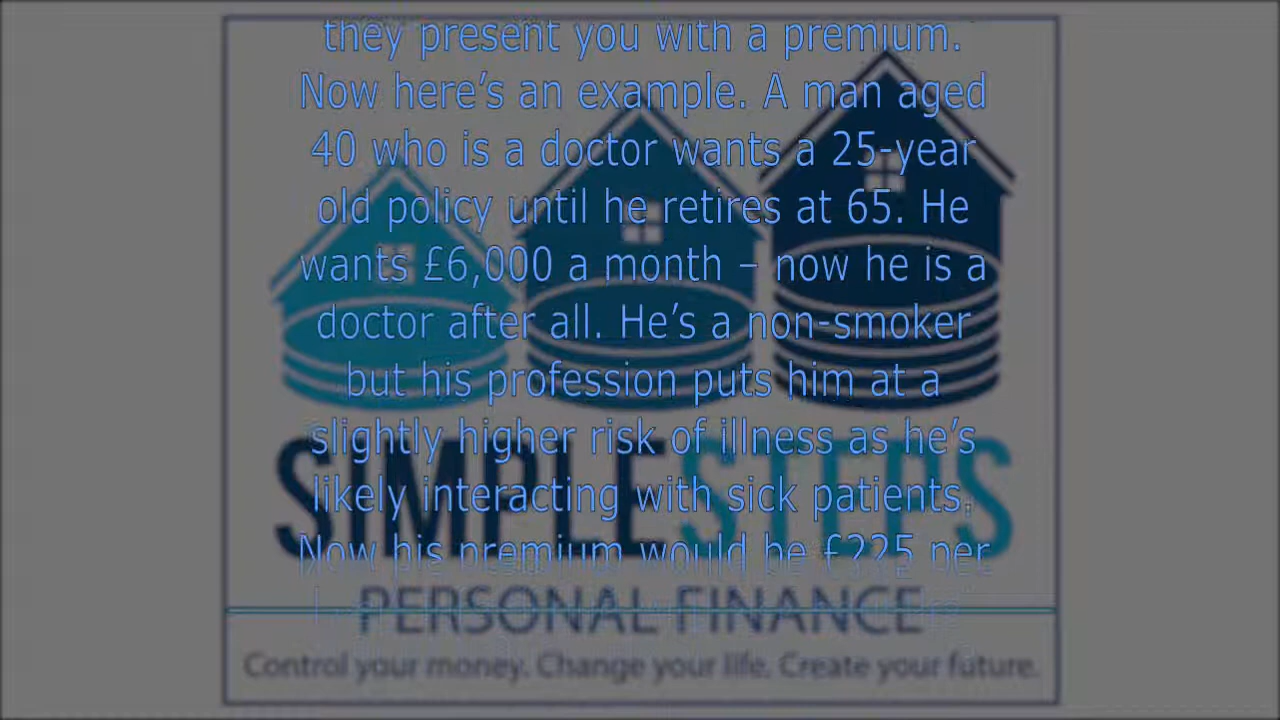 they present you with a premium.
Now here's an example. A man aged
40 who is a doctor wants a 25-year
old policy until he retires at 65. He
wants £6,000 a month – now he is a
doctor after all. He's a non-smoker
but his profession puts him at a
slightly higher risk of illness as he's
likely interacting with sick patients.
Now his premium would be £225 per
SIMPLESTEPS
PERSONAL FINANCE
Control your money. Change your life. Create your future.